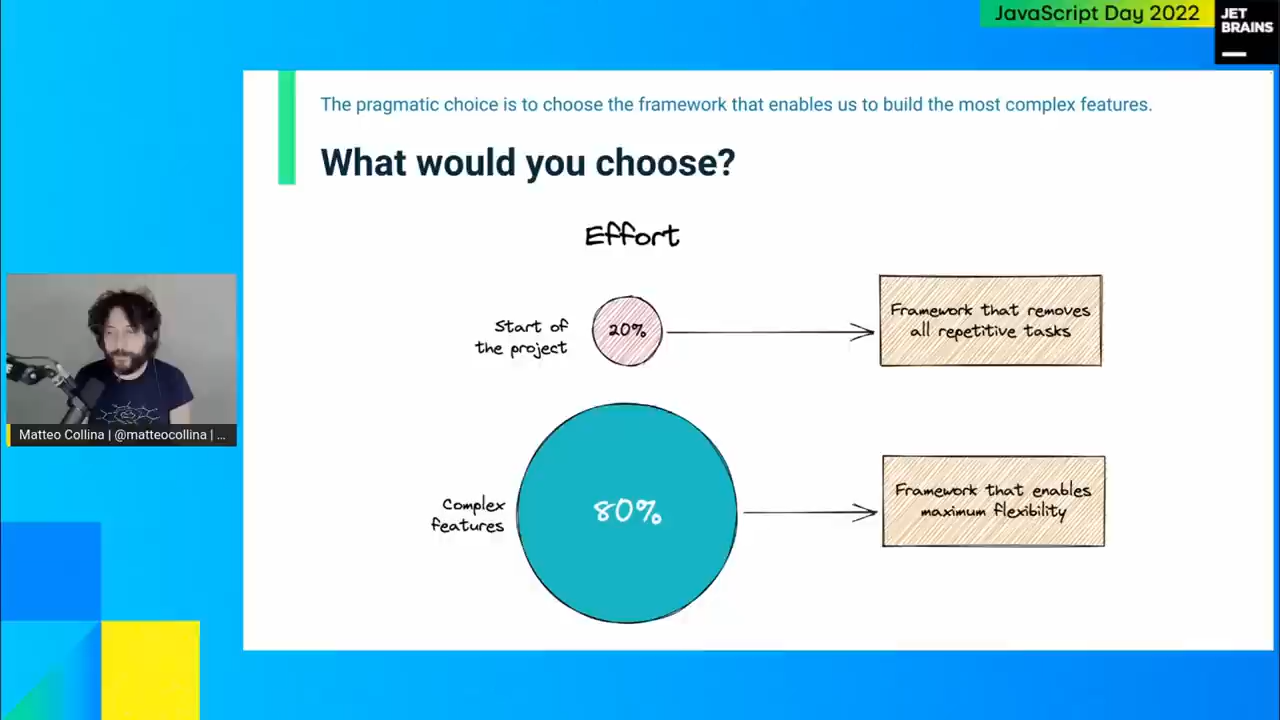 JavaScript Day 2022
JET
BRAINS
The pragmatic choice is to choose the framework that enables us to build the most complex features.
What would you choose?
Effort
Start of
the project
20%
Framework that removes
all repetitive tasks
Matteo Collina | @matteocollina | ...
Complex
features
80%
Framework that enables
maximum flexibility